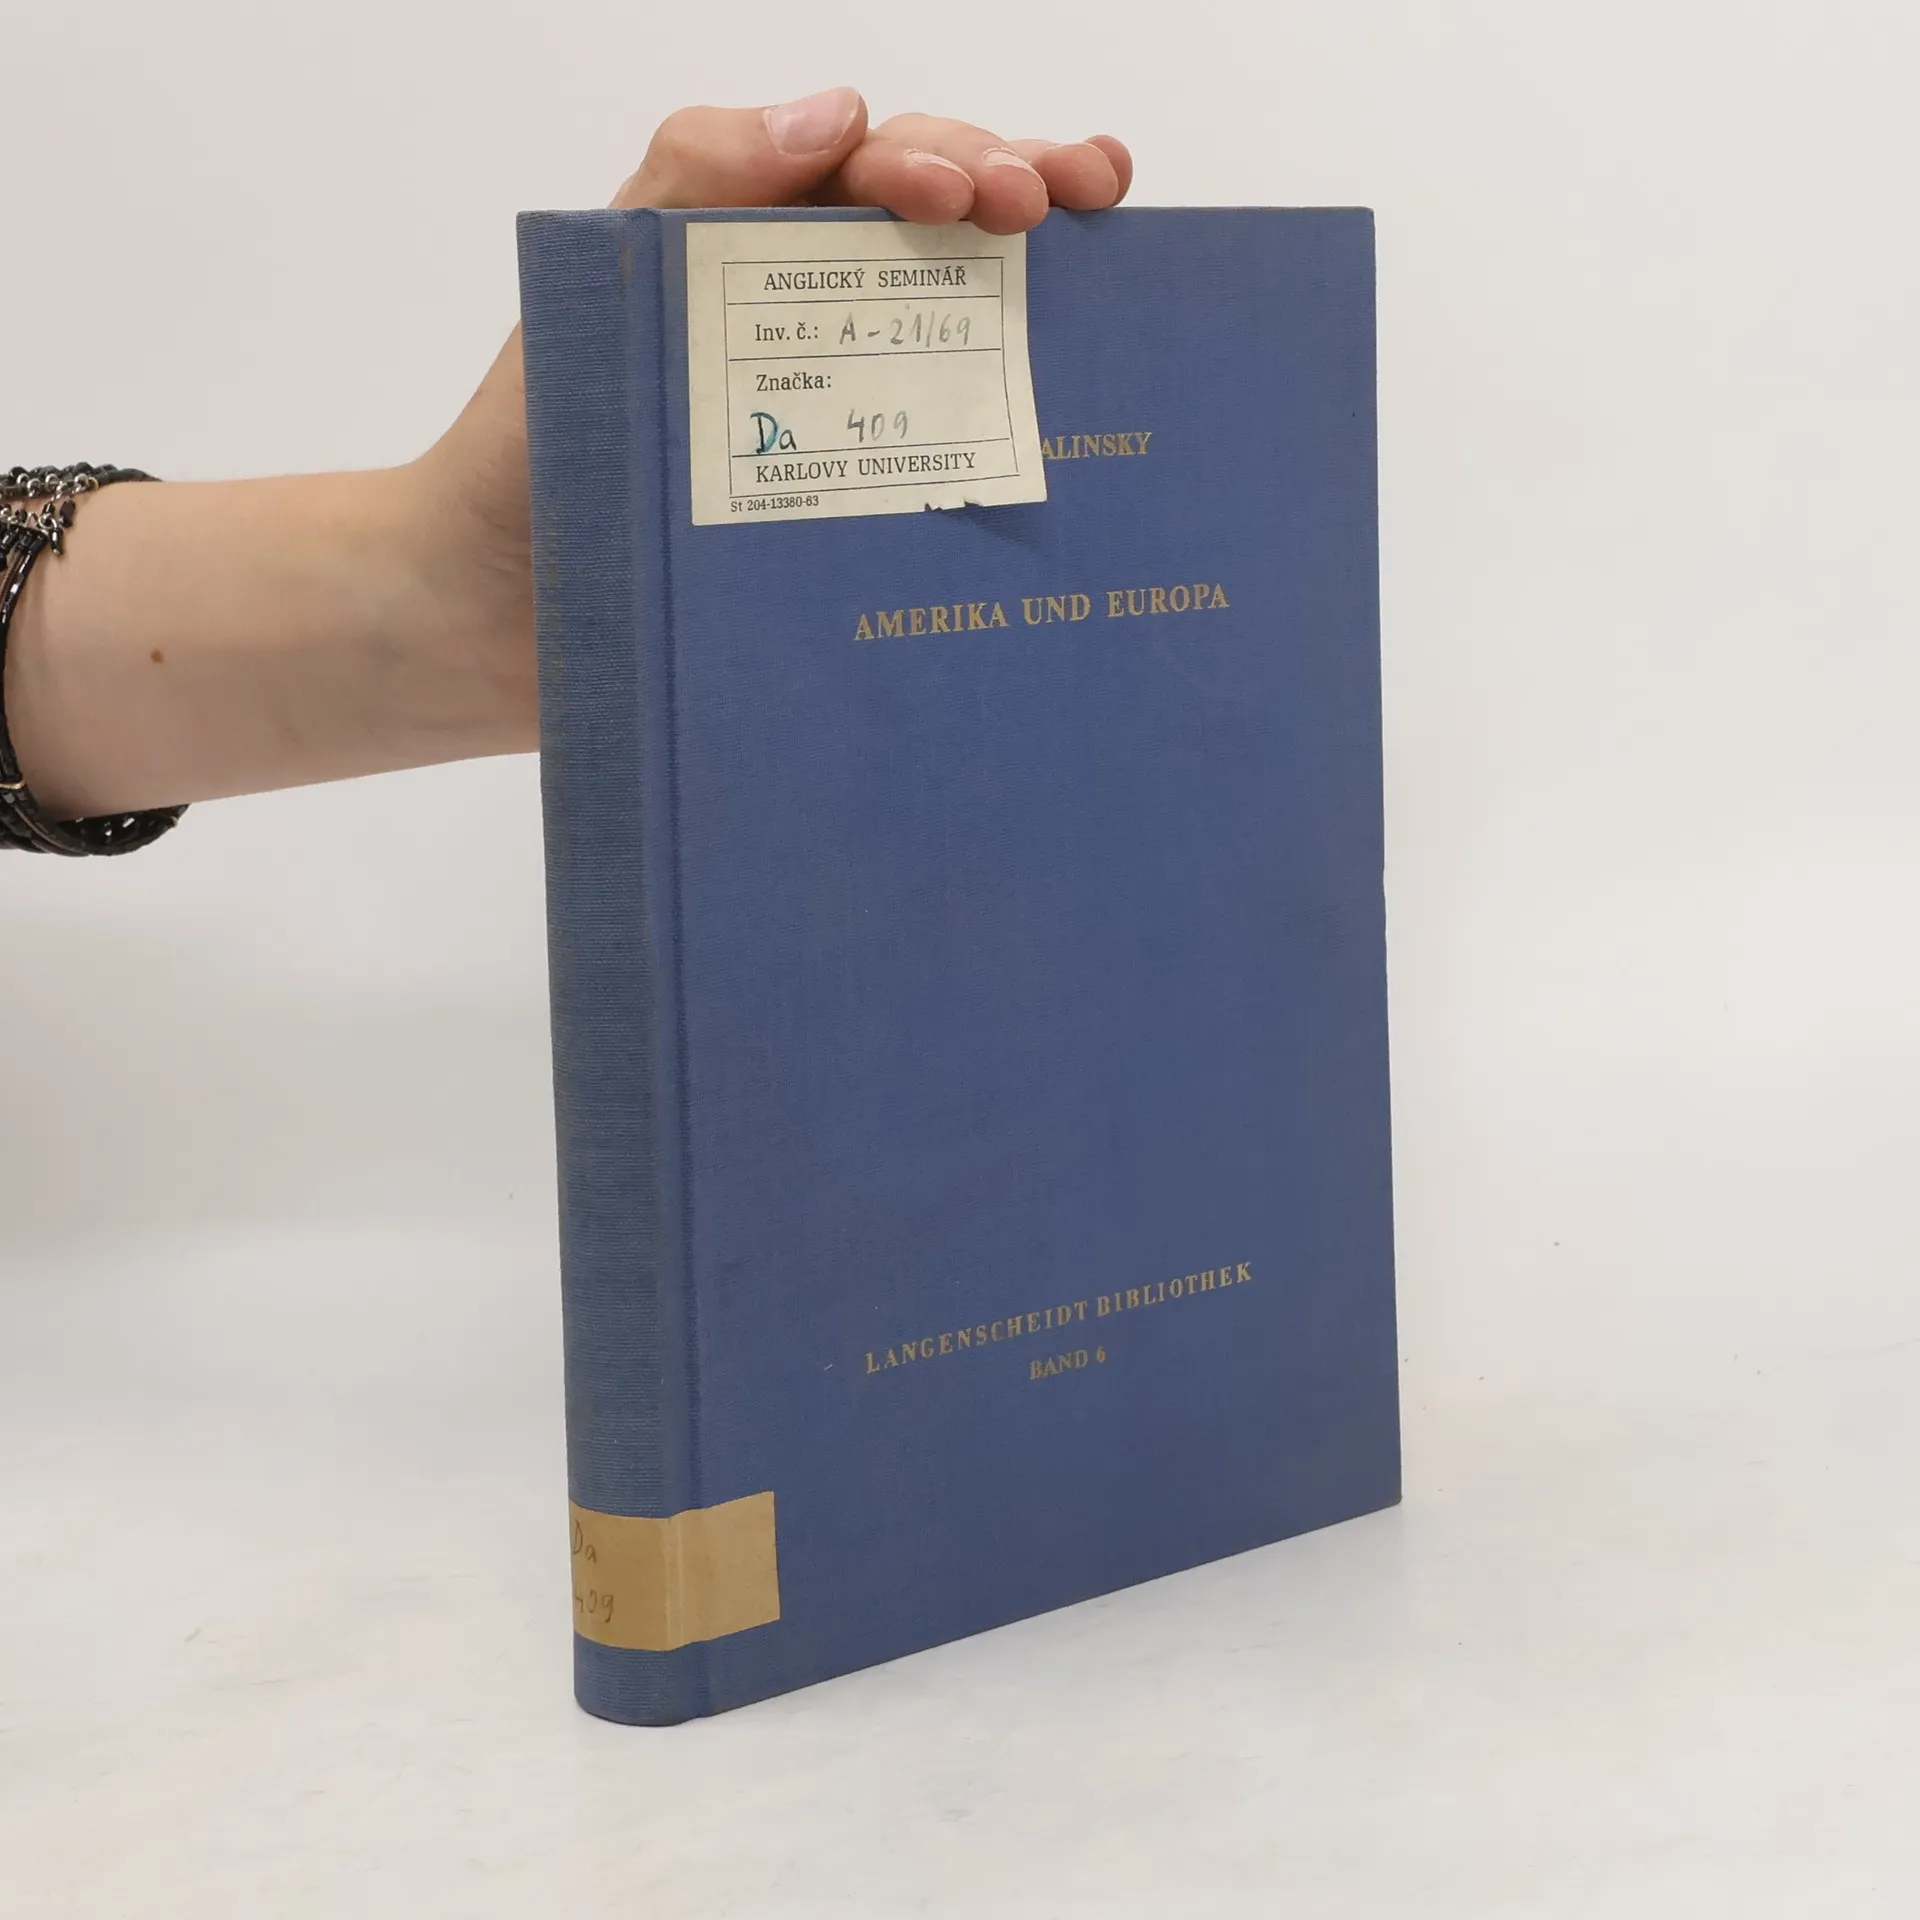 ANGLICKÝ SEMINÁŘ
Inv. č.: A - 21/69
Značka:
Da 409
KARLOVY UNIVERSITY
St 204-13380-63
ALINSKY
AMERIKA UND EUROPA
LANGENSCHEIDT BIBLIOTHEK
BAND 6
Da
409